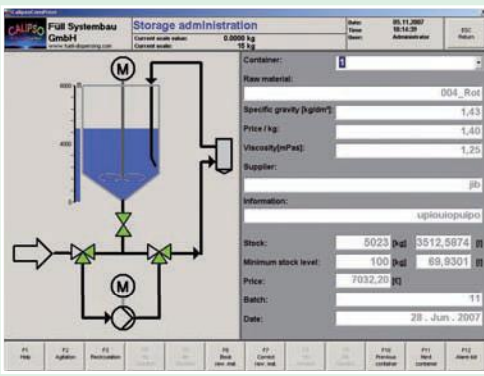 CalipsoComPrise
CALIPSO
Füll Systembau
GmbH
www.fuell-dispensing.com
Storage administration
Current scale value: 0.0000 kg
Current scale: 15 kg
Date: 05.11.2007
Time 18:14:39
User: Administrator
ESC
Return
Container: 1
Raw material:
004_Rot
Specific gravity [kg/dm³]: 1,43
Price / kg: 1,40
Viscosity[mPas]: 1,25
Supplier:
jib
Information:
upiouiopuipo
Stock: 5023 [kg] 3512,5874 [l]
Minimum stock level: 100 [kg] 69,9301 [l]
Price: 7032,20 [€]
Batch: 11
Date: 28 . Jun . 2007
M
6000
4000
M
F1
Help
F2
Agitation
F3
Recirculation
F6
Book
raw. mat.
F7
Correct
raw. mat.
F10
Previous
container
F11
Next
container
F12
Alarm list